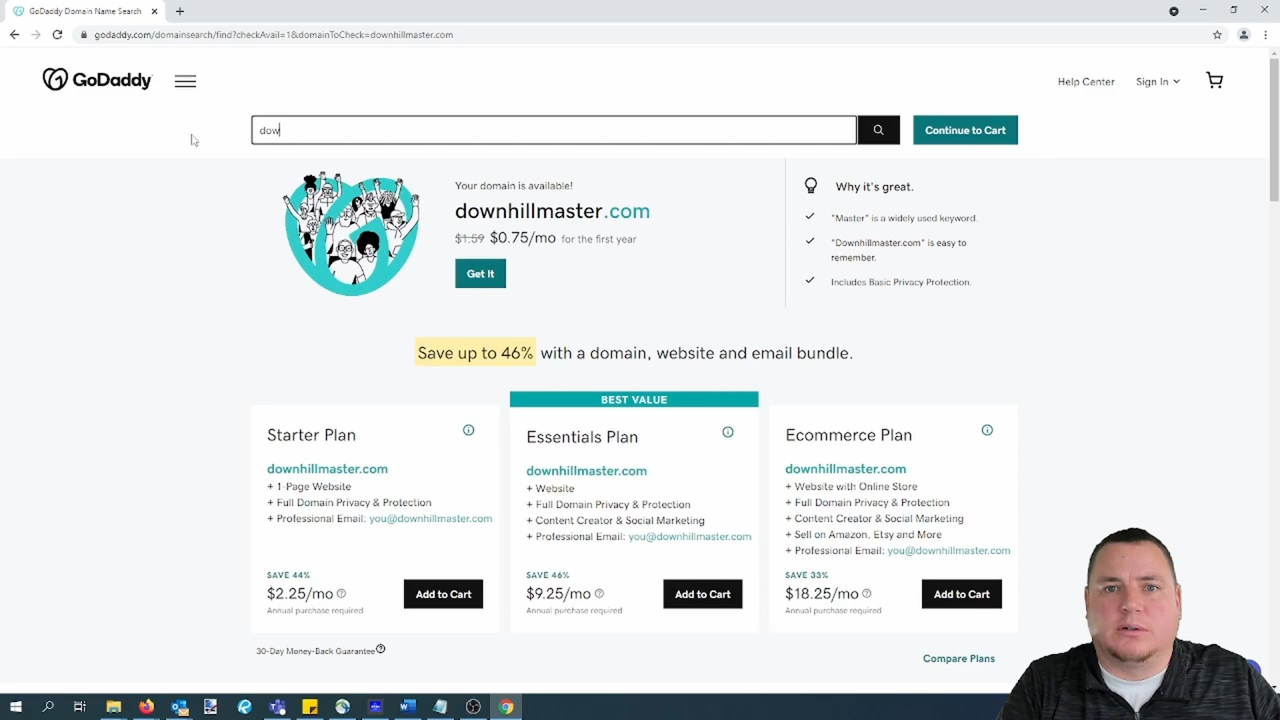 GoDaddy Domain Name Search
godaddy.com/domainsearch/find?checkAvail=1&domainToCheck=downhillmaster.com
GoDaddy
Help Center
Sign In
dow
Continue to Cart
Your domain is available!
downhillmaster.com
$1.59 $0.75/mo for the first year
Get It
Why it's great.
"Master" is a widely used keyword.
"Downhillmaster.com" is easy to
remember.
Includes Basic Privacy Protection.
Save up to 46% with a domain, website and email bundle.
Starter Plan
downhillmaster.com
+ 1-Page Website
+ Full Domain Privacy & Protection
+ Professional Email: you@downhillmaster.com
SAVE 44%
$2.25/mo
Annual purchase required
Add to Cart
BEST VALUE
Essentials Plan
downhillmaster.com
+ Website
+ Full Domain Privacy & Protection
+ Content Creator & Social Marketing
+ Professional Email: you@downhillmaster.com
SAVE 46%
$9.25/mo
Annual purchase required
Add to Cart
Ecommerce Plan
downhillmaster.com
+ Website with Online Store
+ Full Domain Privacy & Protection
+ Content Creator & Social Marketing
+ Sell on Amazon, Etsy and More
+ Professional Email: you@downhillmaster.com
SAVE 33%
$18.25/mo
Annual purchase required
Add to Cart
30-Day Money-Back Guarantee
Compare Plans